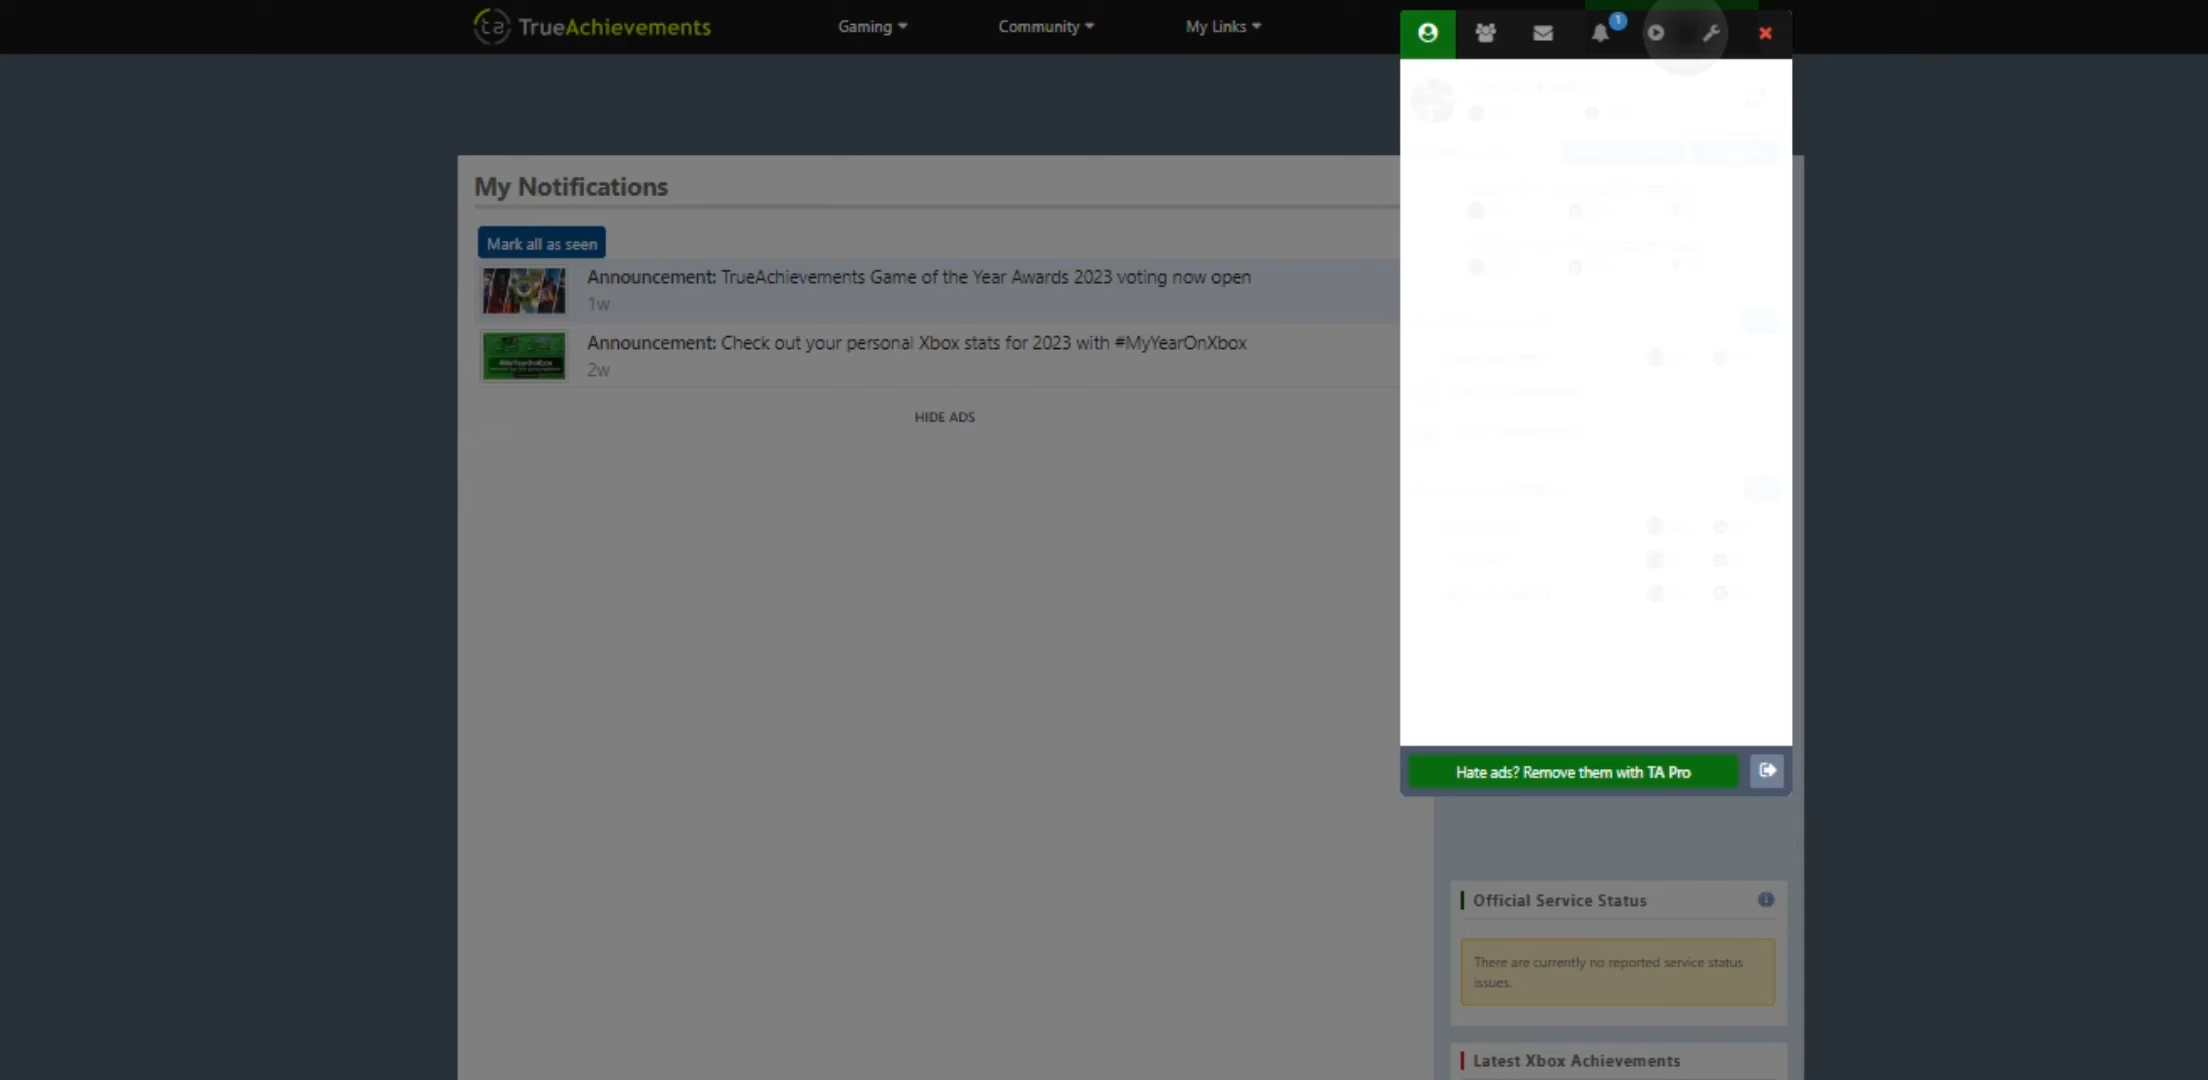 TrueAchievements
Gaming
Community
My Links
1
My Notifications
Mark all as seen
Announcement: TrueAchievements Game of the Year Awards 2023 voting now open
1w
Announcement: Check out your personal Xbox stats for 2023 with #MyYearOnXbox
2w
HIDE ADS
Hate ads? Remove them with TA Pro
Official Service Status
There are currently no reported service status
issues.
Latest Xbox Achievements